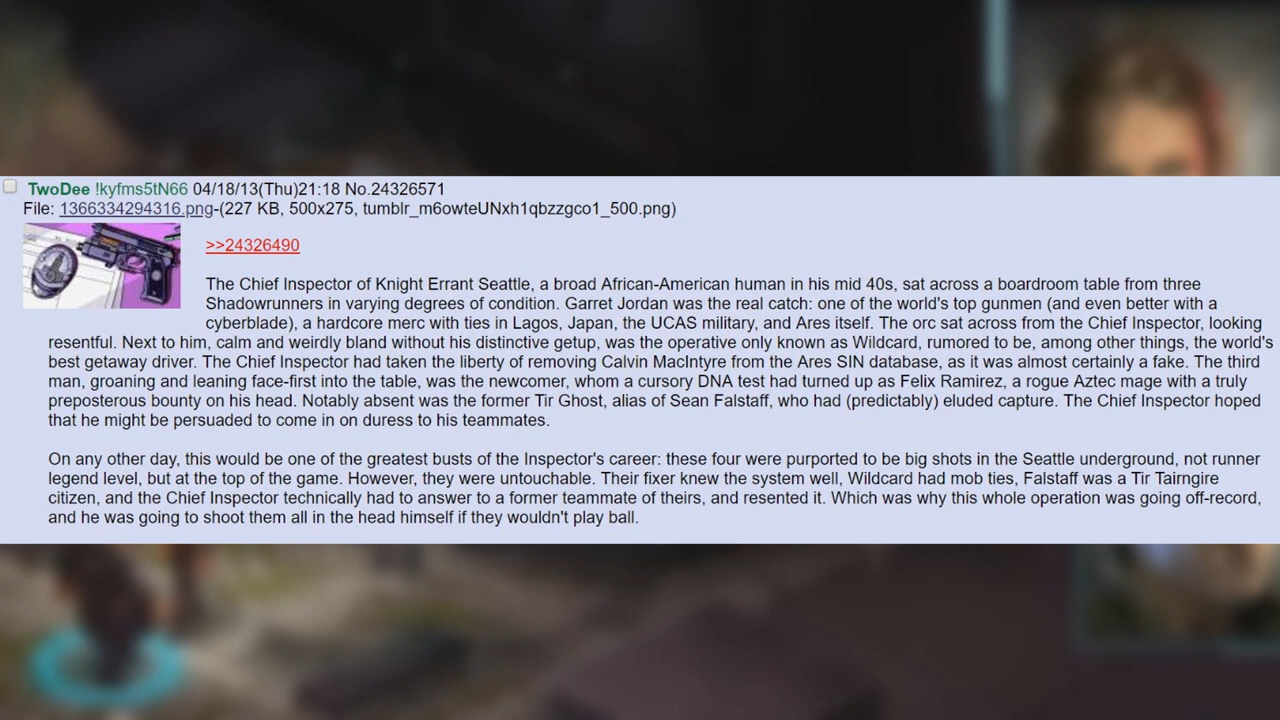 TwoDee !kyfms5tN66 04/18/13(Thu)21:18 No.24326571
File: 1366334294316.png-(227 KB, 500x275, tumblr_m6owteUNxh1qbzzgco1_500.png)
>>24326490
The Chief Inspector of Knight Errant Seattle, a broad African-American human in his mid 40s, sat across a boardroom table from three
Shadowrunners in varying degrees of condition. Garret Jordan was the real catch: one of the world's top gunmen (and even better with a
cyberblade), a hardcore merc with ties in Lagos, Japan, the UCAS military, and Ares itself. The orc sat across from the Chief Inspector, looking
resentful. Next to him, calm and weirdly bland without his distinctive getup, was the operative only known as Wildcard, rumored to be, among other things, the world's
best getaway driver. The Chief Inspector had taken the liberty of removing Calvin MacIntyre from the Ares SIN database, as it was almost certainly a fake. The third
man, groaning and leaning face-first into the table, was the newcomer, whom a cursory DNA test had turned up as Felix Ramirez, a rogue Aztec mage with a truly
preposterous bounty on his head. Notably absent was the former Tir Ghost, alias of Sean Falstaff, who had (predictably) eluded capture. The Chief Inspector hoped
that he might be persuaded to come in on duress to his teammates.
On any other day, this would be one of the greatest busts of the Inspector's career: these four were purported to be big shots in the Seattle underground, not runner
legend level, but at the top of the game. However, they were untouchable. Their fixer knew the system well, Wildcard had mob ties, Falstaff was a Tir Tairngire
citizen, and the Chief Inspector technically had to answer to a former teammate of theirs, and resented it. Which was why this whole operation was going off-record,
and he was going to shoot them all in the head himself if they wouldn't play ball.